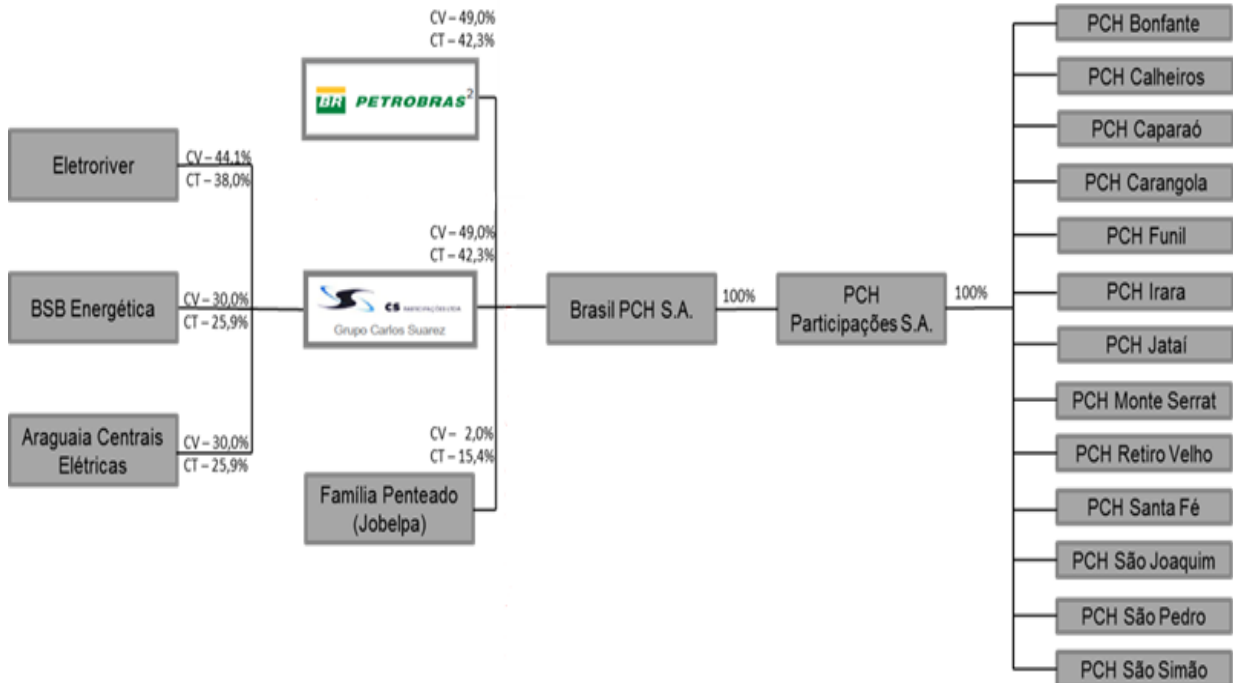 CV – 49,0%
CT – 42,3%
BR PETROBRAS²
Eletroriver
CV – 44,1%
CT – 38,0%
BSB Energética
CV – 30,0%
CT – 25,9%
Araguaia Centrais
Elétricas
CV – 30,0%
CT – 25,9%
CV – 49,0%
CT – 42,3%
CS PARTICIPAÇÕES LTDA
Grupo Carlos Suarez
CV – 2,0%
CT – 15,4%
Família Penteado
(Jobelpa)
Brasil PCH S.A.
100%
PCH
Participações S.A.
100%
PCH Bonfante
PCH Calheiros
PCH Caparaó
PCH Carangola
PCH Funil
PCH Irara
PCH Jataí
PCH Monte Serrat
PCH Retiro Velho
PCH Santa Fé
PCH São Joaquim
PCH São Pedro
PCH São Simão